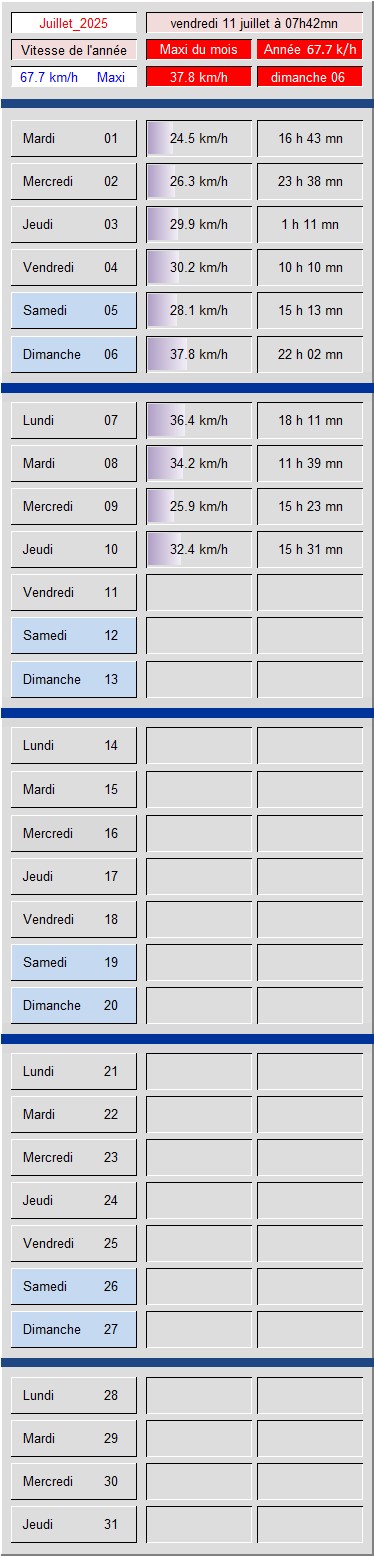 Juillet_2025 vendredi 11 juillet à 07h42mn
Vitesse de l'année Maxi du mois Année 67.7 k/h
67.7 km/h Maxi 37.8 km/h dimanche 06
Mardi 01 24.5 km/h 16 h 43 mn
Mercredi 02 26.3 km/h 23 h 38 mn
Jeudi 03 29.9 km/h 1 h 11 mn
Vendredi 04 30.2 km/h 10 h 10 mn
Samedi 05 28.1 km/h 15 h 13 mn
Dimanche 06 37.8 km/h 22 h 02 mn
Lundi 07 36.4 km/h 18 h 11 mn
Mardi 08 34.2 km/h 11 h 39 mn
Mercredi 09 25.9 km/h 15 h 23 mn
Jeudi 10 32.4 km/h 15 h 31 mn
Vendredi 11
Samedi 12
Dimanche 13
Lundi 14
Mardi 15
Mercredi 16
Jeudi 17
Vendredi 18
Samedi 19
Dimanche 20
Lundi 21
Mardi 22
Mercredi 23
Jeudi 24
Vendredi 25
Samedi 26
Dimanche 27
Lundi 28
Mardi 29
Mercredi 30
Jeudi 31